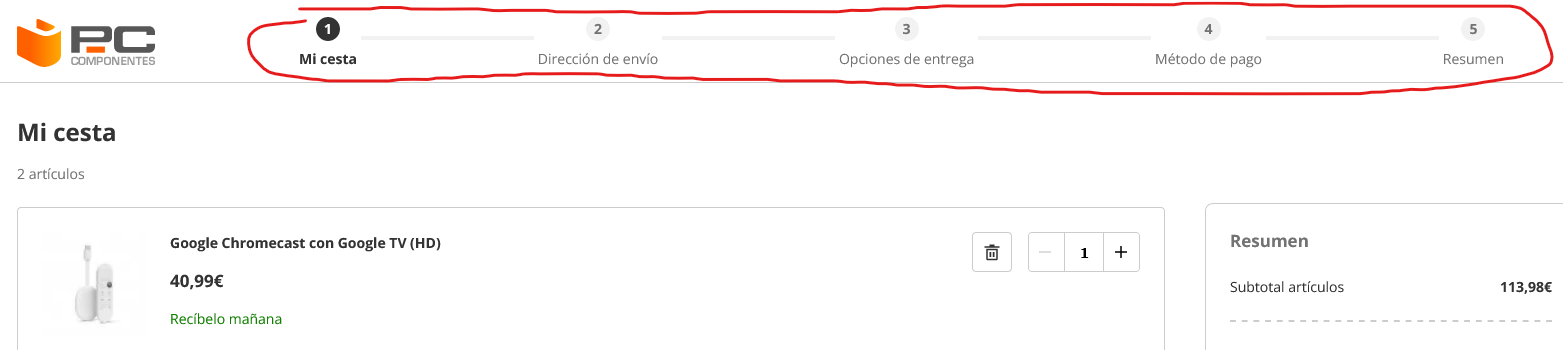 PC
COMPONENTES
1
Mi cesta
2
Dirección de envío
3
Opciones de entrega
4
Método de pago
5
Resumen
Mi cesta
2 artículos
Google Chromecast con Google TV (HD)
40,99€
Recíbelo mañana
1
Resumen
Subtotal artículos 113,98€